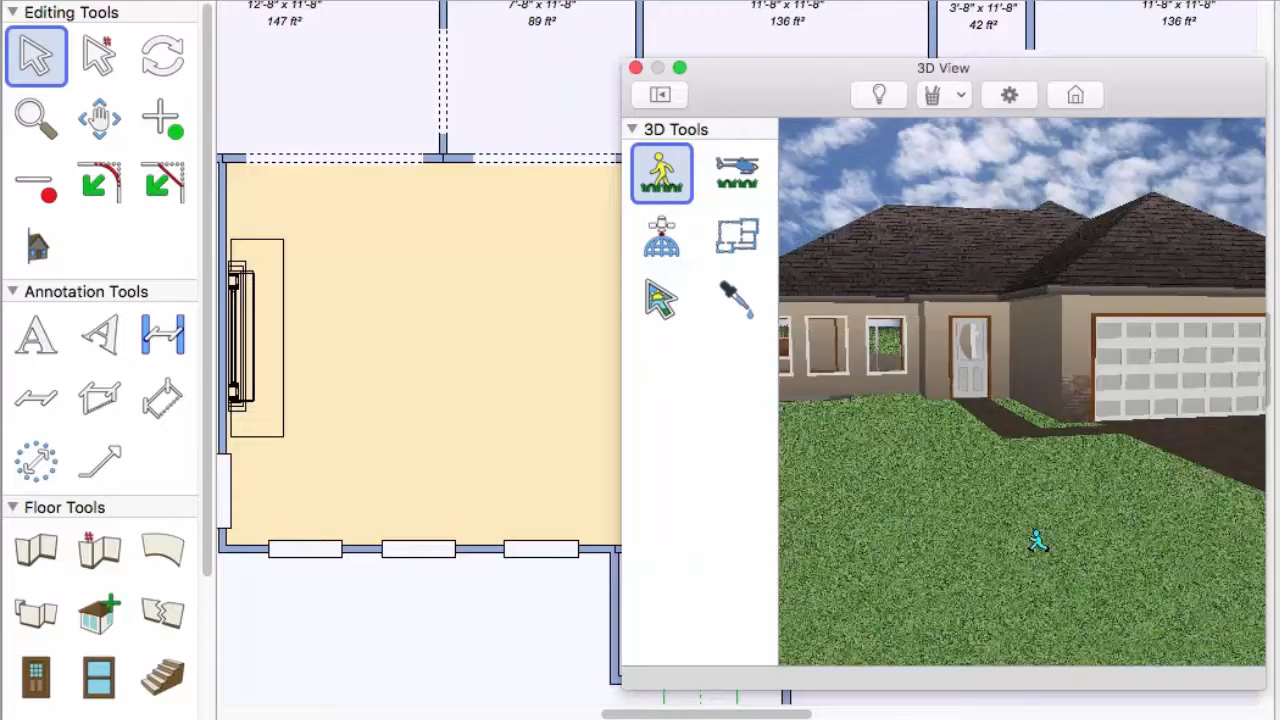 Editing Tools
12'-8" x 11'-8"
147 ft²
7'-8" x 11'-8"
89 ft²
11'-8" x 11'-8"
136 ft²
3'-8" x 11'-8"
42 ft²
11'-8" x 11'-8"
136 ft²
3D View
3D Tools
Annotation Tools
Floor Tools